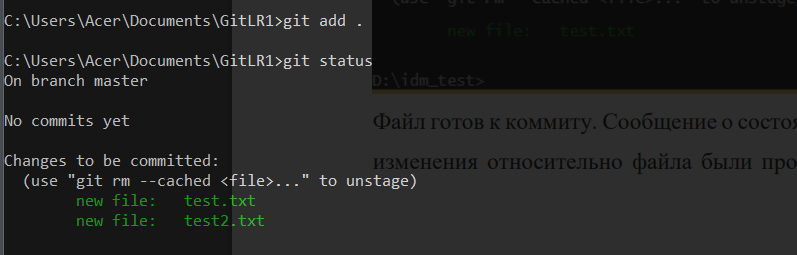 C:\Users\Acer\Documents\GitLR1>git add .
C:\Users\Acer\Documents\GitLR1>git status
On branch master
No commits yet
Changes to be committed:
(use "git rm --cached <file>..." to unstage)
new file: test.txt
new file: test2.txt
(use "git rm --cached <file>..." to unstage
new file: test.txt
D:\idm_test>
Файл готов к коммиту. Сообщение о состо
изменения относительно файла были про